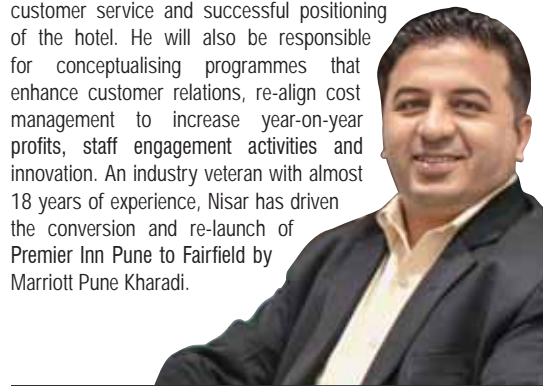 customer service and successful positioning
of the hotel. He will also be responsible
for conceptualising programmes that
enhance customer relations, re-align cost
management to increase year-on-year
profits, staff engagement activities and
innovation. An industry veteran with almost
18 years of experience, Nisar has driven
the conversion and re-launch of
Premier Inn Pune to Fairfield by
Marriott Pune Kharadi.